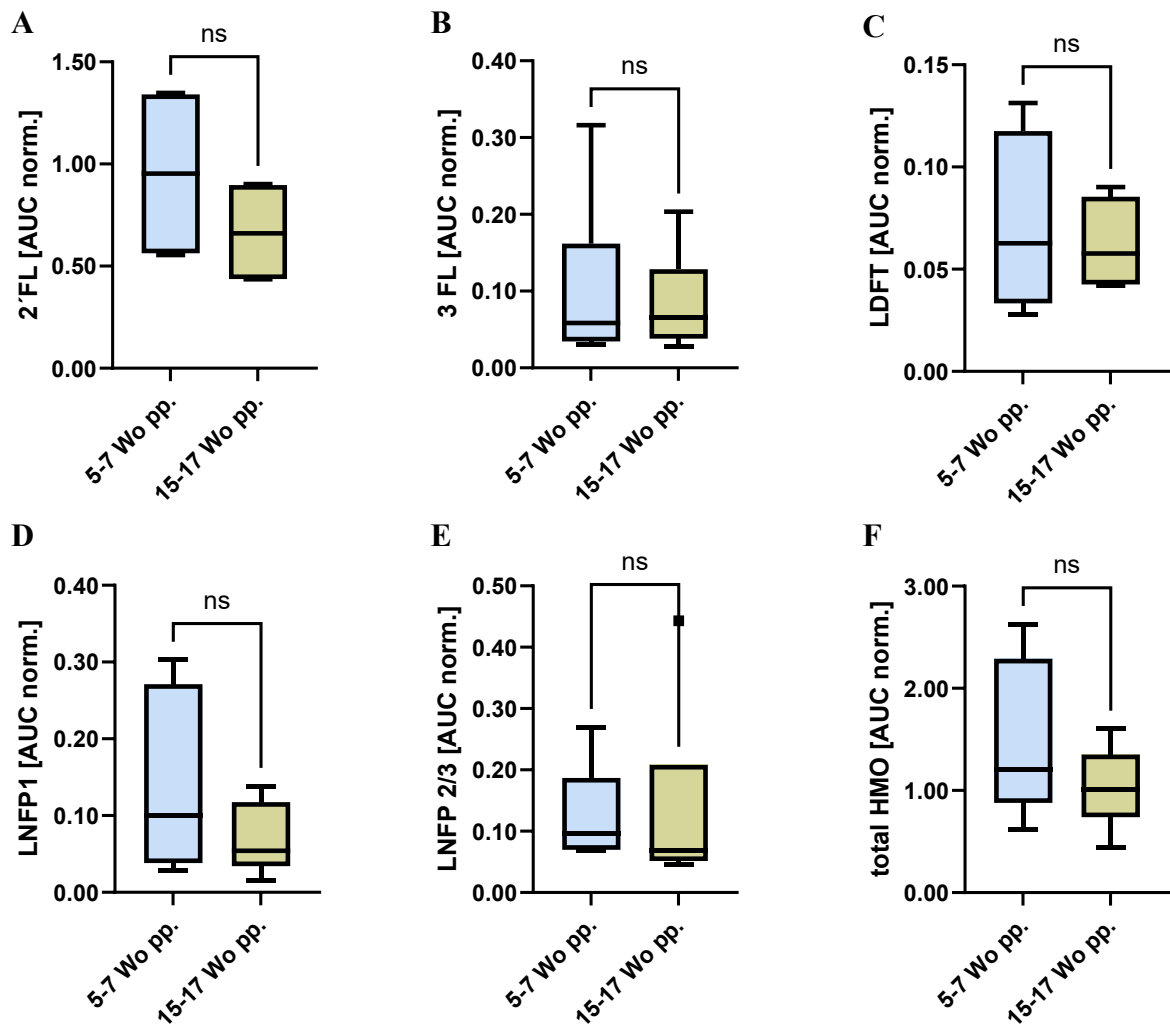 A
ns
2´FL [AUC norm.]
1.50
1.00
0.50
0.00
5-7 Wo pp.
15-17 Wo pp.
B
ns
3 FL [AUC norm.]
0.40
0.30
0.20
0.10
0.00
5-7 Wo pp.
15-17 Wo pp.
C
ns
LDFT [AUC norm.]
0.15
0.10
0.05
0.00
5-7 Wo pp.
15-17 Wo pp.
D
ns
LNFP1 [AUC norm.]
0.40
0.30
0.20
0.10
0.00
5-7 Wo pp.
15-17 Wo pp.
E
ns
LNFP 2/3 [AUC norm.]
0.50
0.40
0.30
0.20
0.10
0.00
5-7 Wo pp.
15-17 Wo pp.
F
ns
total HMO [AUC norm.]
3.00
2.00
1.00
0.00
5-7 Wo pp.
15-17 Wo pp.